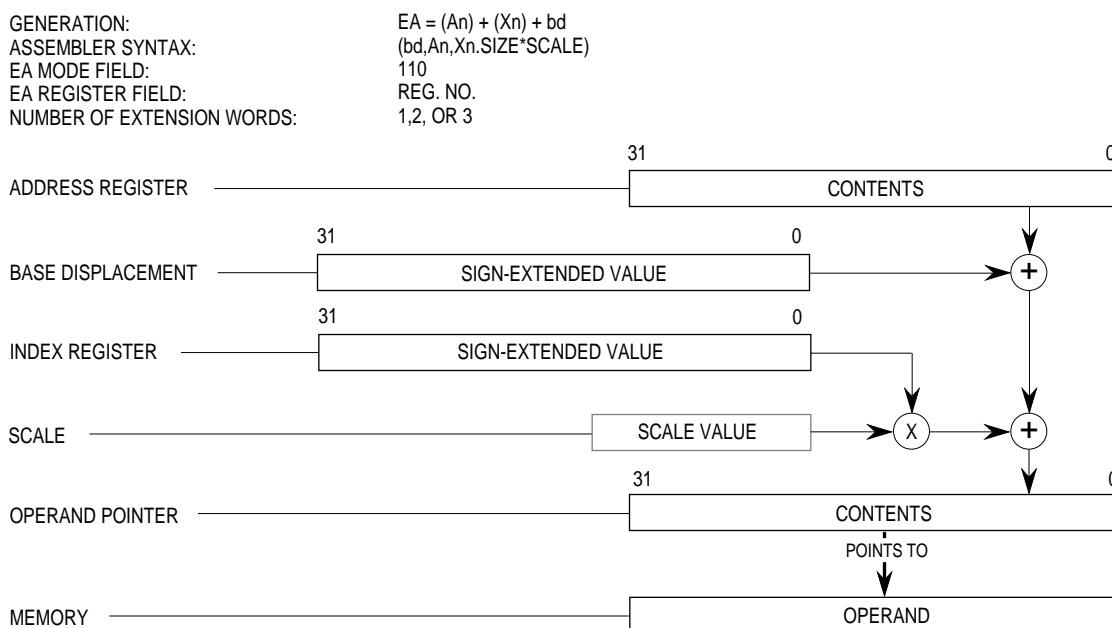 GENERATION: EA = (An) + (Xn) + bd
ASSEMBLER SYNTAX: (bd,An,Xn.SIZE*SCALE)
EA MODE FIELD: 110
EA REGISTER FIELD: REG. NO.
NUMBER OF EXTENSION WORDS: 1,2, OR 3
31 0
ADDRESS REGISTER CONTENTS
31 0
BASE DISPLACEMENT SIGN-EXTENDED VALUE +
31 0
INDEX REGISTER SIGN-EXTENDED VALUE
SCALE SCALE VALUE X +
31 0
OPERAND POINTER CONTENTS
POINTS TO
MEMORY OPERAND